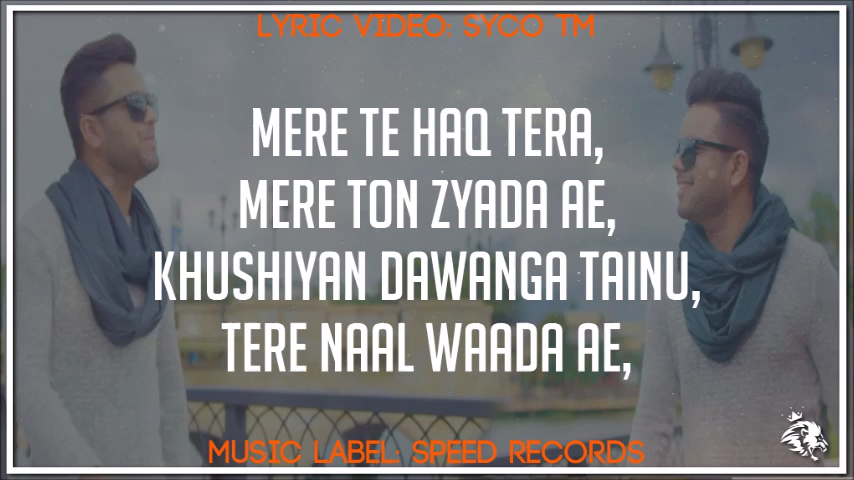 LYRIC VIDEO: SYCO TM
MERE TE HAQ TERA,
MERE TON ZYADA AE,
KHUSHIYAN DAWANGA TAINU,
TERE NAAL WAADA AE,
MUSIC LABEL: SPEED RECORDS